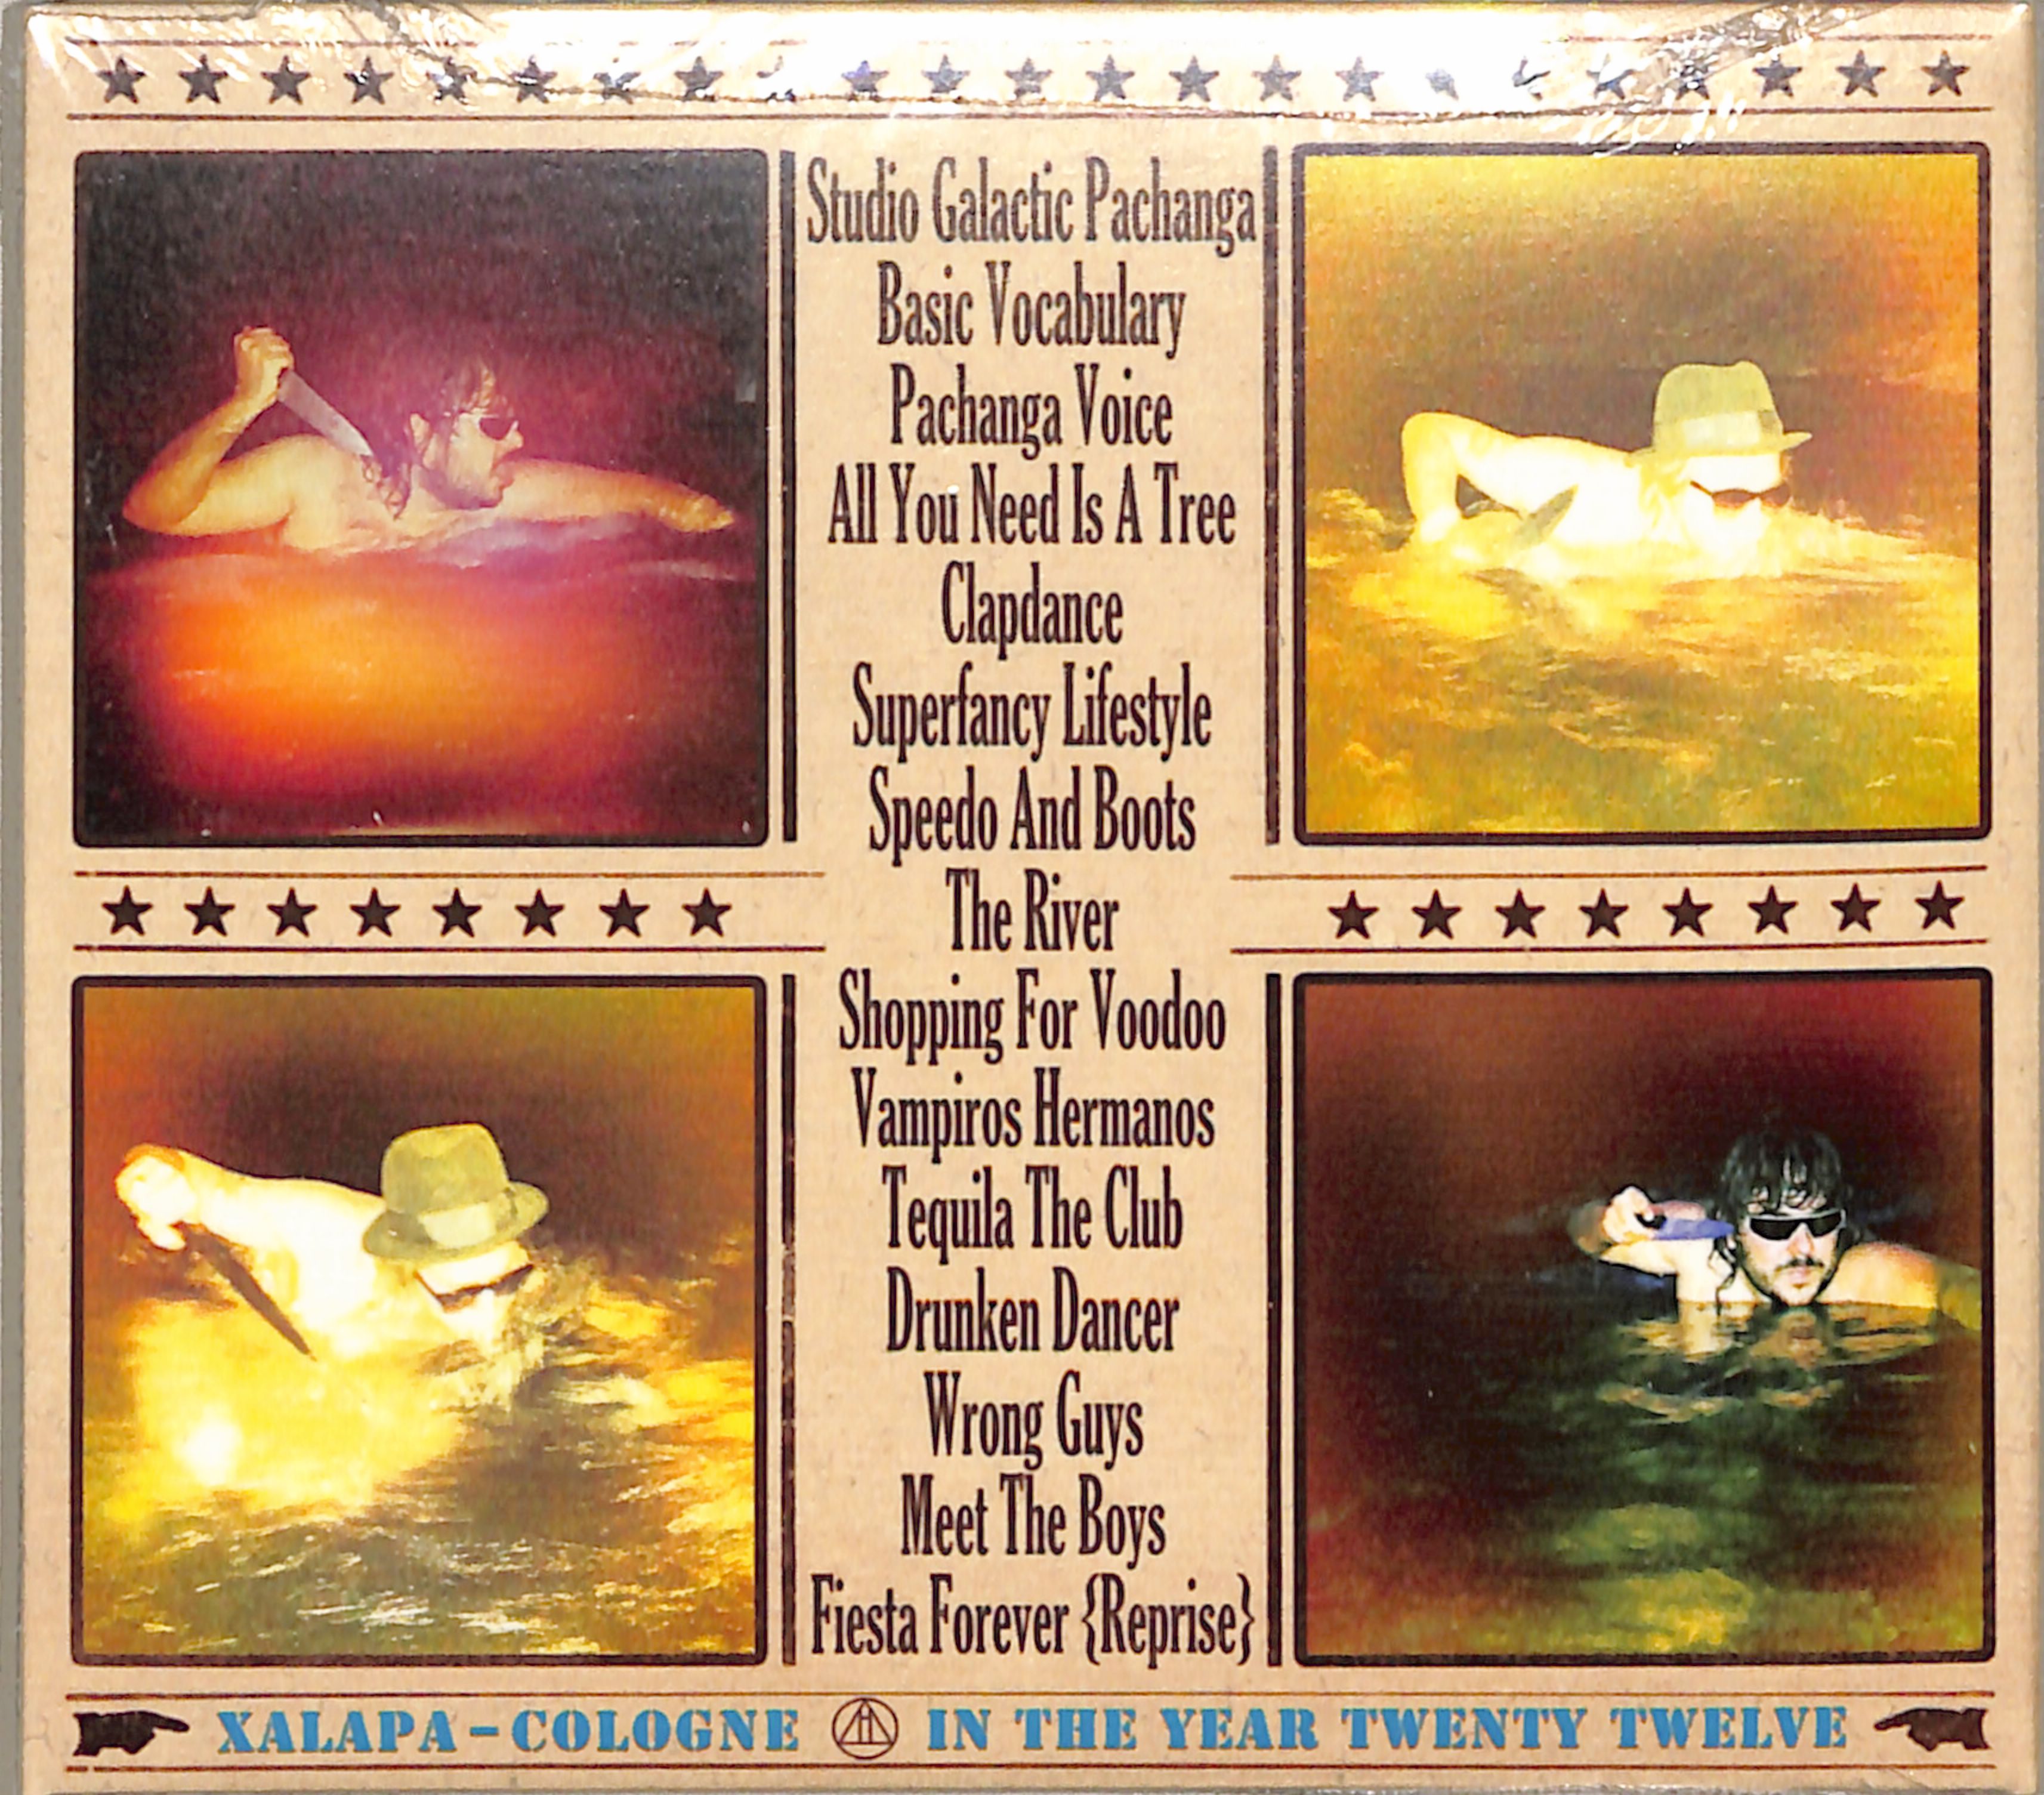 Studio Galactic Pachanga
Basic Vocabulary
Pachanga Voice
All You Need Is A Tree
Clapdance
Superfancy Lifestyle
Speedo And Boots
The River
Shopping For Voodoo
Vampiros Hermanos
Tequila The Club
Drunken Dancer
Wrong Guys
Meet The Boys
Fiesta Forever {Reprise}
XALAPA – COLOGNE IN THE YEAR TWENTY TWELVE